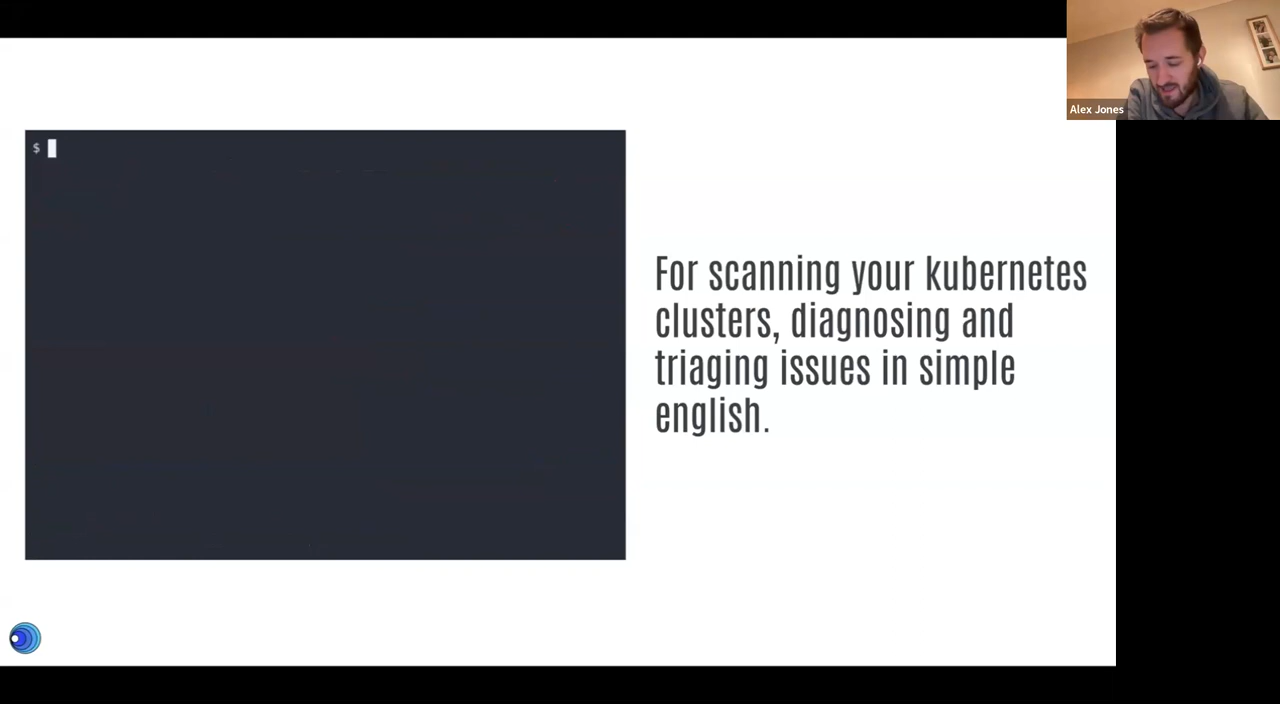 Alex Jones
$
For scanning your kubernetes
clusters, diagnosing and
triaging issues in simple
english.